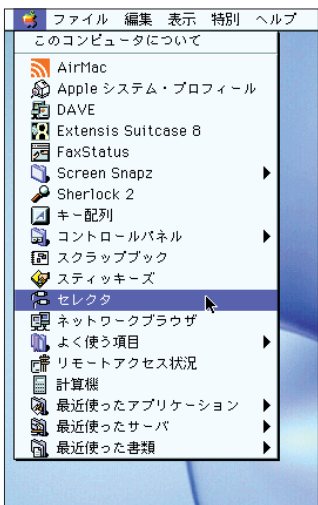 ファイル 編集 表示 特別 ヘルプ
このコンピュータについて
AirMac
Apple システム・プロフィール
DAVE
Extensis Suitcase 8
FaxStatus
Screen Snapz
Sherlock 2
キー配列
コントロールパネル
スクラップブック
スティッキーズ
セレクタ
ネットワークブラウザ
よく使う項目
リモートアクセス状況
計算機
最近使ったアプリケーション
最近使ったサーバ
最近使った書類